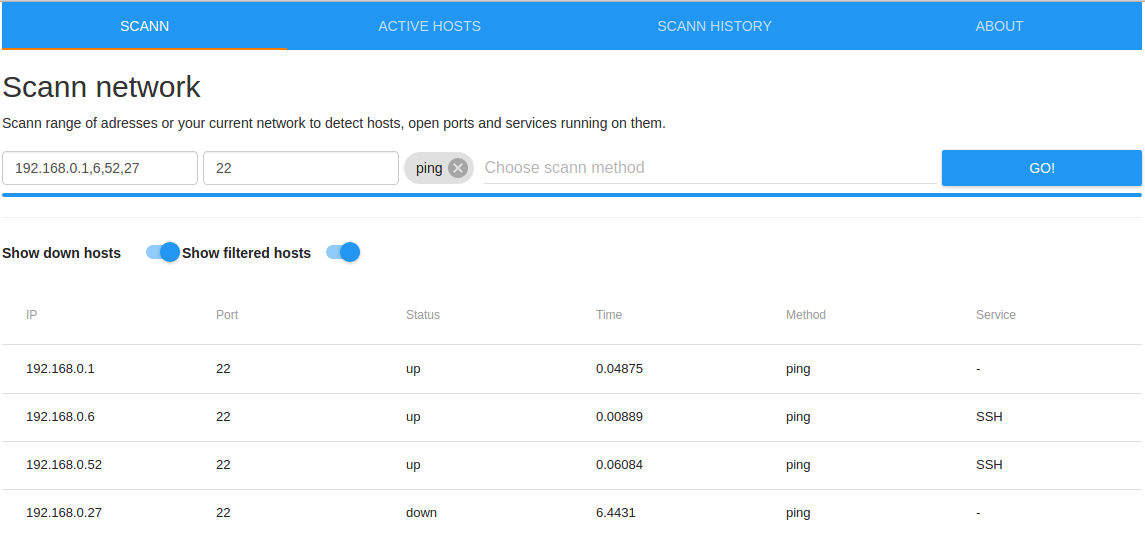 SCANN ACTIVE HOSTS SCANN HISTORY ABOUT
Scann network
Scann range of adresses or your current network to detect hosts, open ports and services running on them.
192.168.0.1,6,52,27 22 ping Choose scann method GO!
Show down hosts Show filtered hosts
IP Port Status Time Method Service
192.168.0.1 22 up 0.04875 ping -
192.168.0.6 22 up 0.00889 ping SSH
192.168.0.52 22 up 0.06084 ping SSH
192.168.0.27 22 down 6.4431 ping -